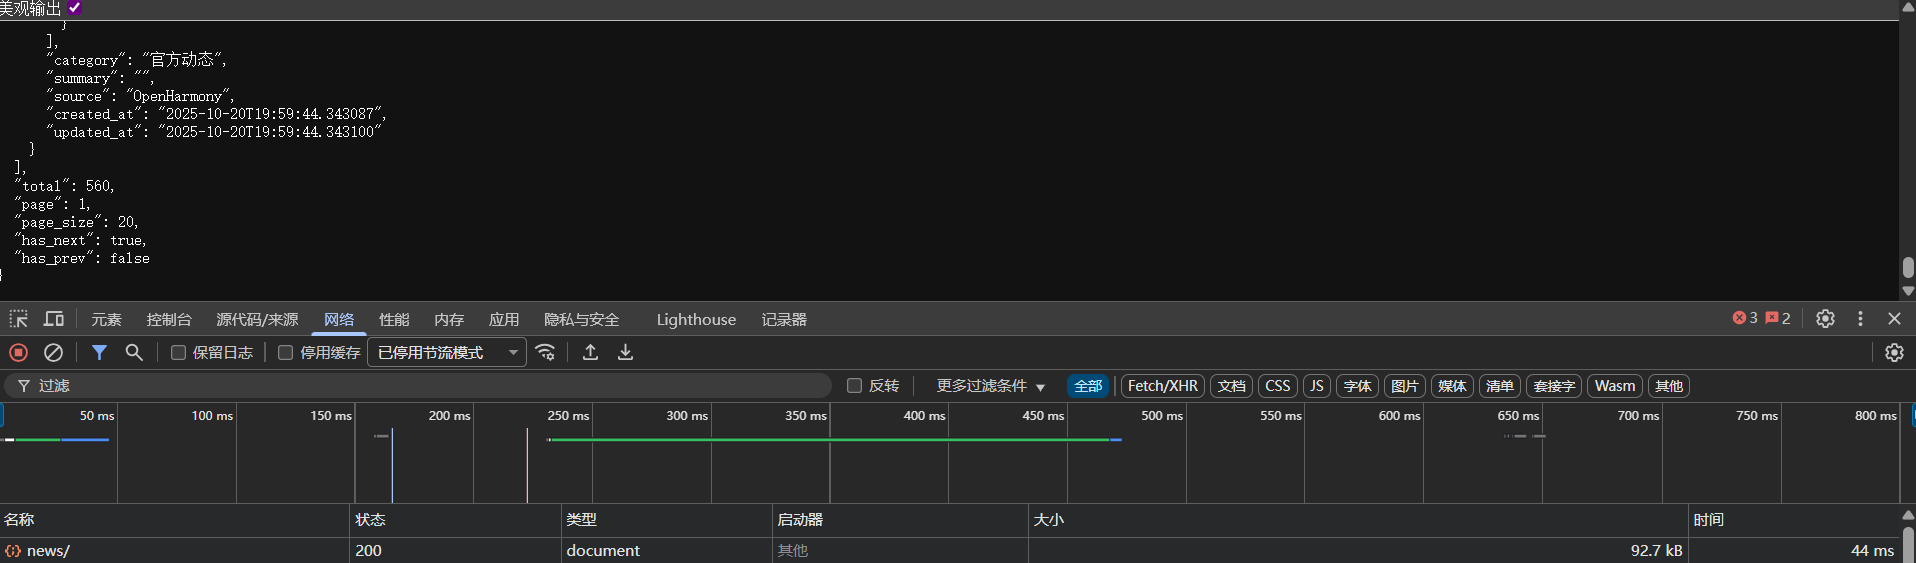 美观输出
}
],
"category": "官方动态",
"summary": "",
"source": "OpenHarmony",
"created_at": "2025-10-20T19:59:44.343087",
"updated_at": "2025-10-20T19:59:44.343100"
}
],
"total": 560,
"page": 1,
"page_size": 20,
"has_next": true,
"has_prev": false
}
元素 控制台 源代码/来源 网络 性能 内存 应用 隐私与安全 Lighthouse 记录器 3 2
保留日志 停用缓存 已停用节流模式
过滤 反转 更多过滤条件 全部 Fetch/XHR 文档 CSS JS 字体 图片 媒体 清单 套接字 Wasm 其他
50 ms 100 ms 150 ms 200 ms 250 ms 300 ms 350 ms 400 ms 450 ms 500 ms 550 ms 600 ms 650 ms 700 ms 750 ms 800 ms
名称 状态 类型 启动器 大小 时间
news/ 200 document 其他 92.7 kB 44 ms